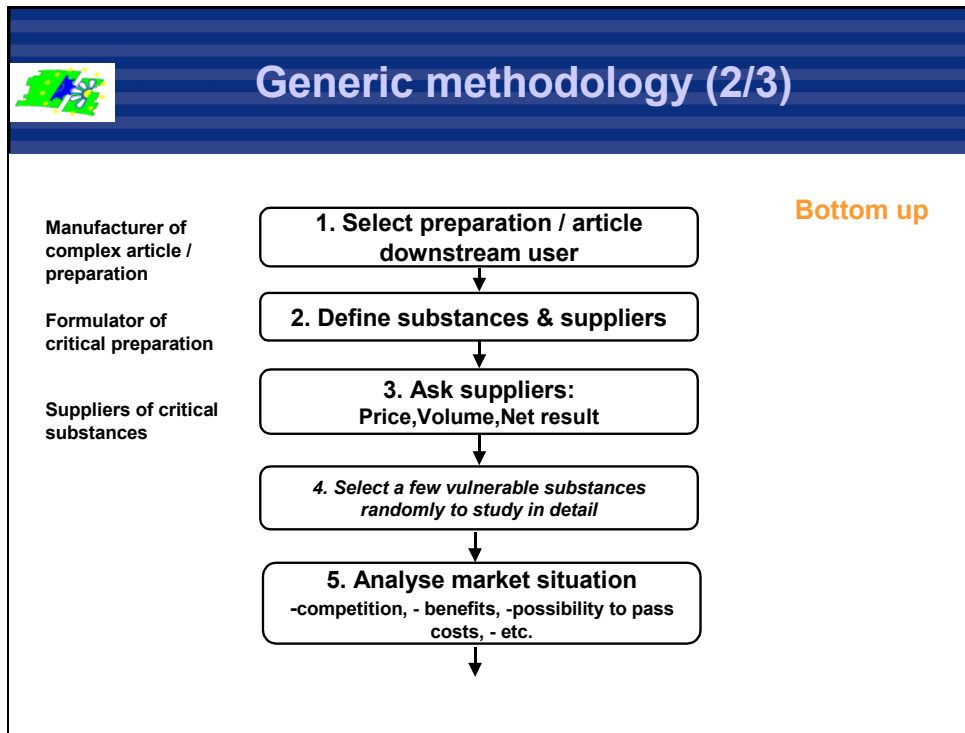 Generic methodology (2/3)
Bottom up
Manufacturer of
complex article /
preparation
1. Select preparation / article
downstream user
Formulator of
critical preparation
2. Define substances & suppliers
Suppliers of critical
substances
3. Ask suppliers:
Price,Volume,Net result
4. Select a few vulnerable substances
randomly to study in detail
5. Analyse market situation
-competition, - benefits, -possibility to pass
costs, - etc.